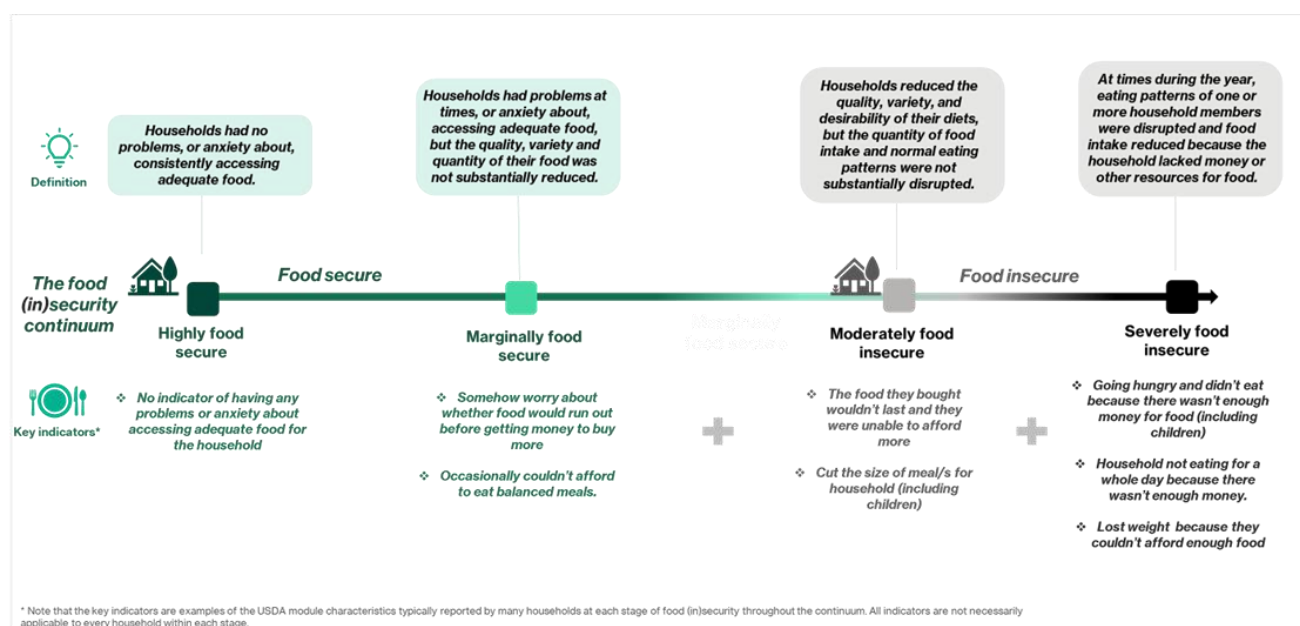 Households had no
problems, or anxiety about,
consistently accessing
adequate food.
Households had problems at
times, or anxiety about,
accessing adequate food,
but the quality, variety and
quantity of their food was
not substantially reduced.
Households reduced the
quality, variety, and
desirability of their diets,
but the quantity of food
intake and normal eating
patterns were not
substantially disrupted.
At times during the year,
eating patterns of one or
more household members
were disrupted and food
intake reduced because the
household lacked money or
other resources for food.
Definition
The food
(in)security
continuum
Food secure
Food insecure
Highly food
secure
Marginally food
secure
Marginally
food secure
Moderately food
insecure
Severely food
insecure
Key indicators*
❖ No indicator of having any
problems or anxiety about
accessing adequate food for
the household
❖ Somehow worry about
whether food would run out
before getting money to buy
more
❖ Occasionally couldn't afford
to eat balanced meals.
❖ The food they bought
wouldn't last and they
were unable to afford
more
❖ Cut the size of meal/s for
household (including
children)
❖ Going hungry and didn't eat
because there wasn't enough
money for food (including
children)
❖ Household not eating for a
whole day because there
wasn't enough money.
❖ Lost weight because they
couldn't afford enough food
* Note that the key indicators are examples of the USDA module characteristics typically reported by many households at each stage of food (in)security throughout the continuum. All indicators are not necessarily
applicable to every household within each stage.